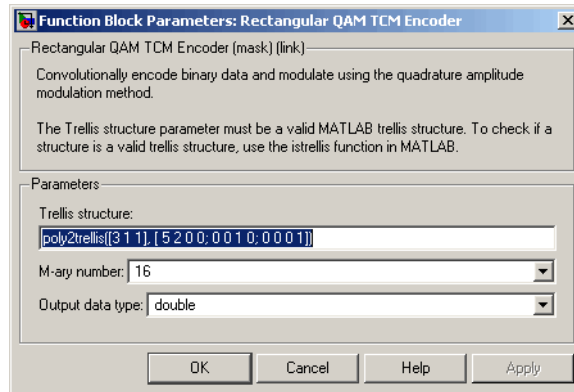 Function Block Parameters: Rectangular QAM TCM Encoder
Rectangular QAM TCM Encoder (mask) (link)
Convolutionally encode binary data and modulate using the quadrature amplitude
modulation method.
The Trellis structure parameter must be a valid MATLAB trellis structure. To check if a
structure is a valid trellis structure, use the istrellis function in MATLAB.
Parameters
Trellis structure:
poly2trellis([3 1 1], [ 5 2 0 0; 0 0 1 0; 0 0 0 1])
M-ary number: 16
Output data type: double
OK Cancel Help Apply